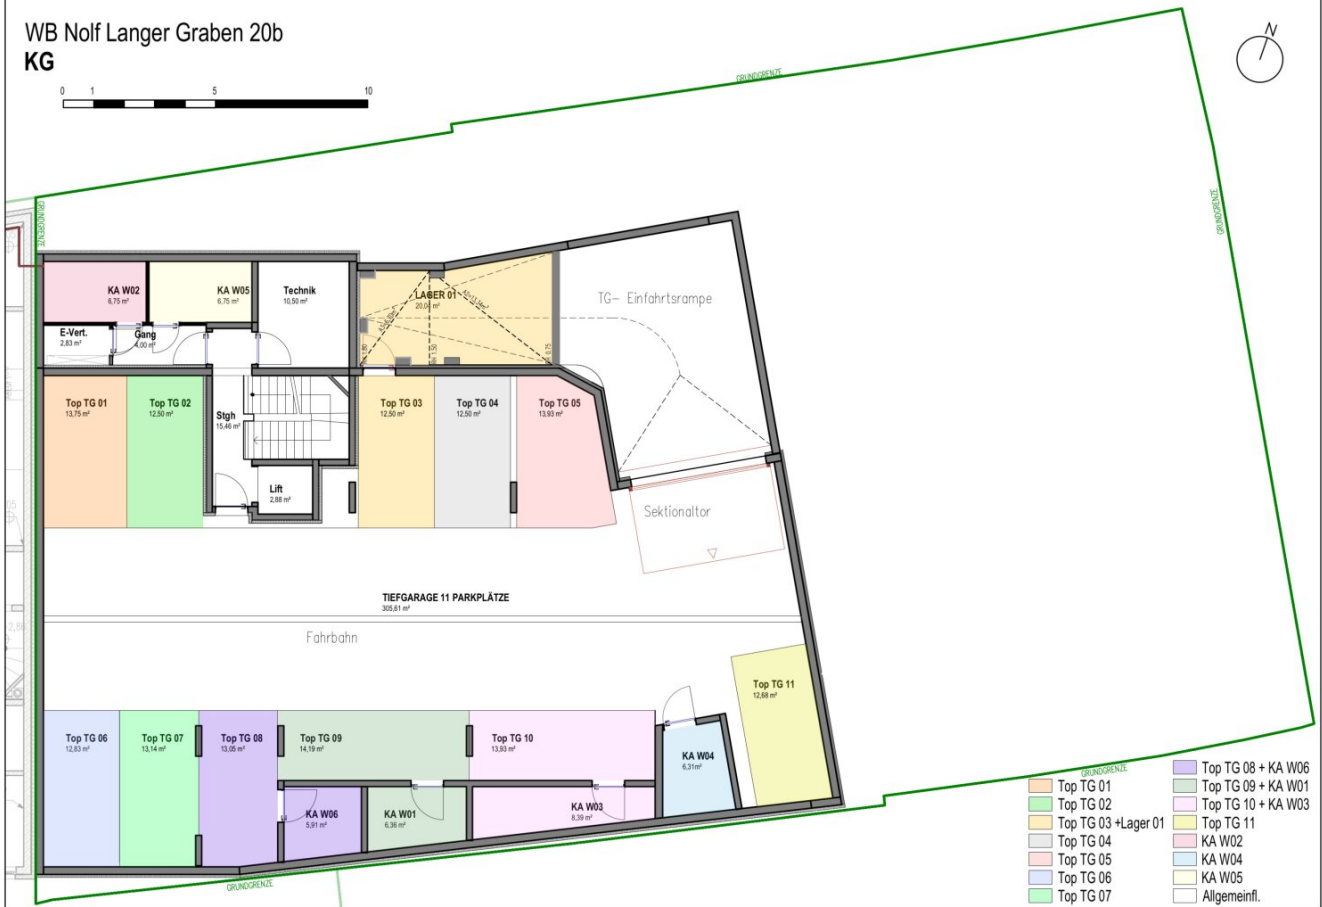 WB Nolf Langer Graben 20b
KG
0 1 5 10
N
GRUNDGRENZE
GRUNDGRENZE
GRUNDGRENZE
KA W02
6,75 m²
KA W05
6,75 m²
Technik
10,50 m²
LAGER 01
20,04 m²
TG- Einfahrtsrampe
E-Vert.
2,83 m²
Gang
4,00 m²
Top TG 01
13,75 m²
Top TG 02
12,50 m²
Stgh
15,46 m²
Top TG 03
12,50 m²
Top TG 04
12,50 m²
Top TG 05
13,93 m²
Lift
2,88 m²
Sektionaltor
TIEFGARAGE 11 PARKPLÄTZE
305,61 m²
Fahrbahn
Top TG 11
12,68 m²
Top TG 06
12,83 m²
Top TG 07
13,14 m²
Top TG 08
13,05 m²
Top TG 09
14,19 m²
Top TG 10
13,93 m²
KA W04
6,31m²
KA W06
5,91 m²
KA W01
6,36 m²
KA W03
8,39 m²
GRUNDGRENZE
GRUNDGRENZE
Top TG 01
Top TG 02
Top TG 03 +Lager 01
Top TG 04
Top TG 05
Top TG 06
Top TG 07
Top TG 08 + KA W06
Top TG 09 + KA W01
Top TG 10 + KA W03
Top TG 11
KA W02
KA W04
KA W05
Allgemeinfl.